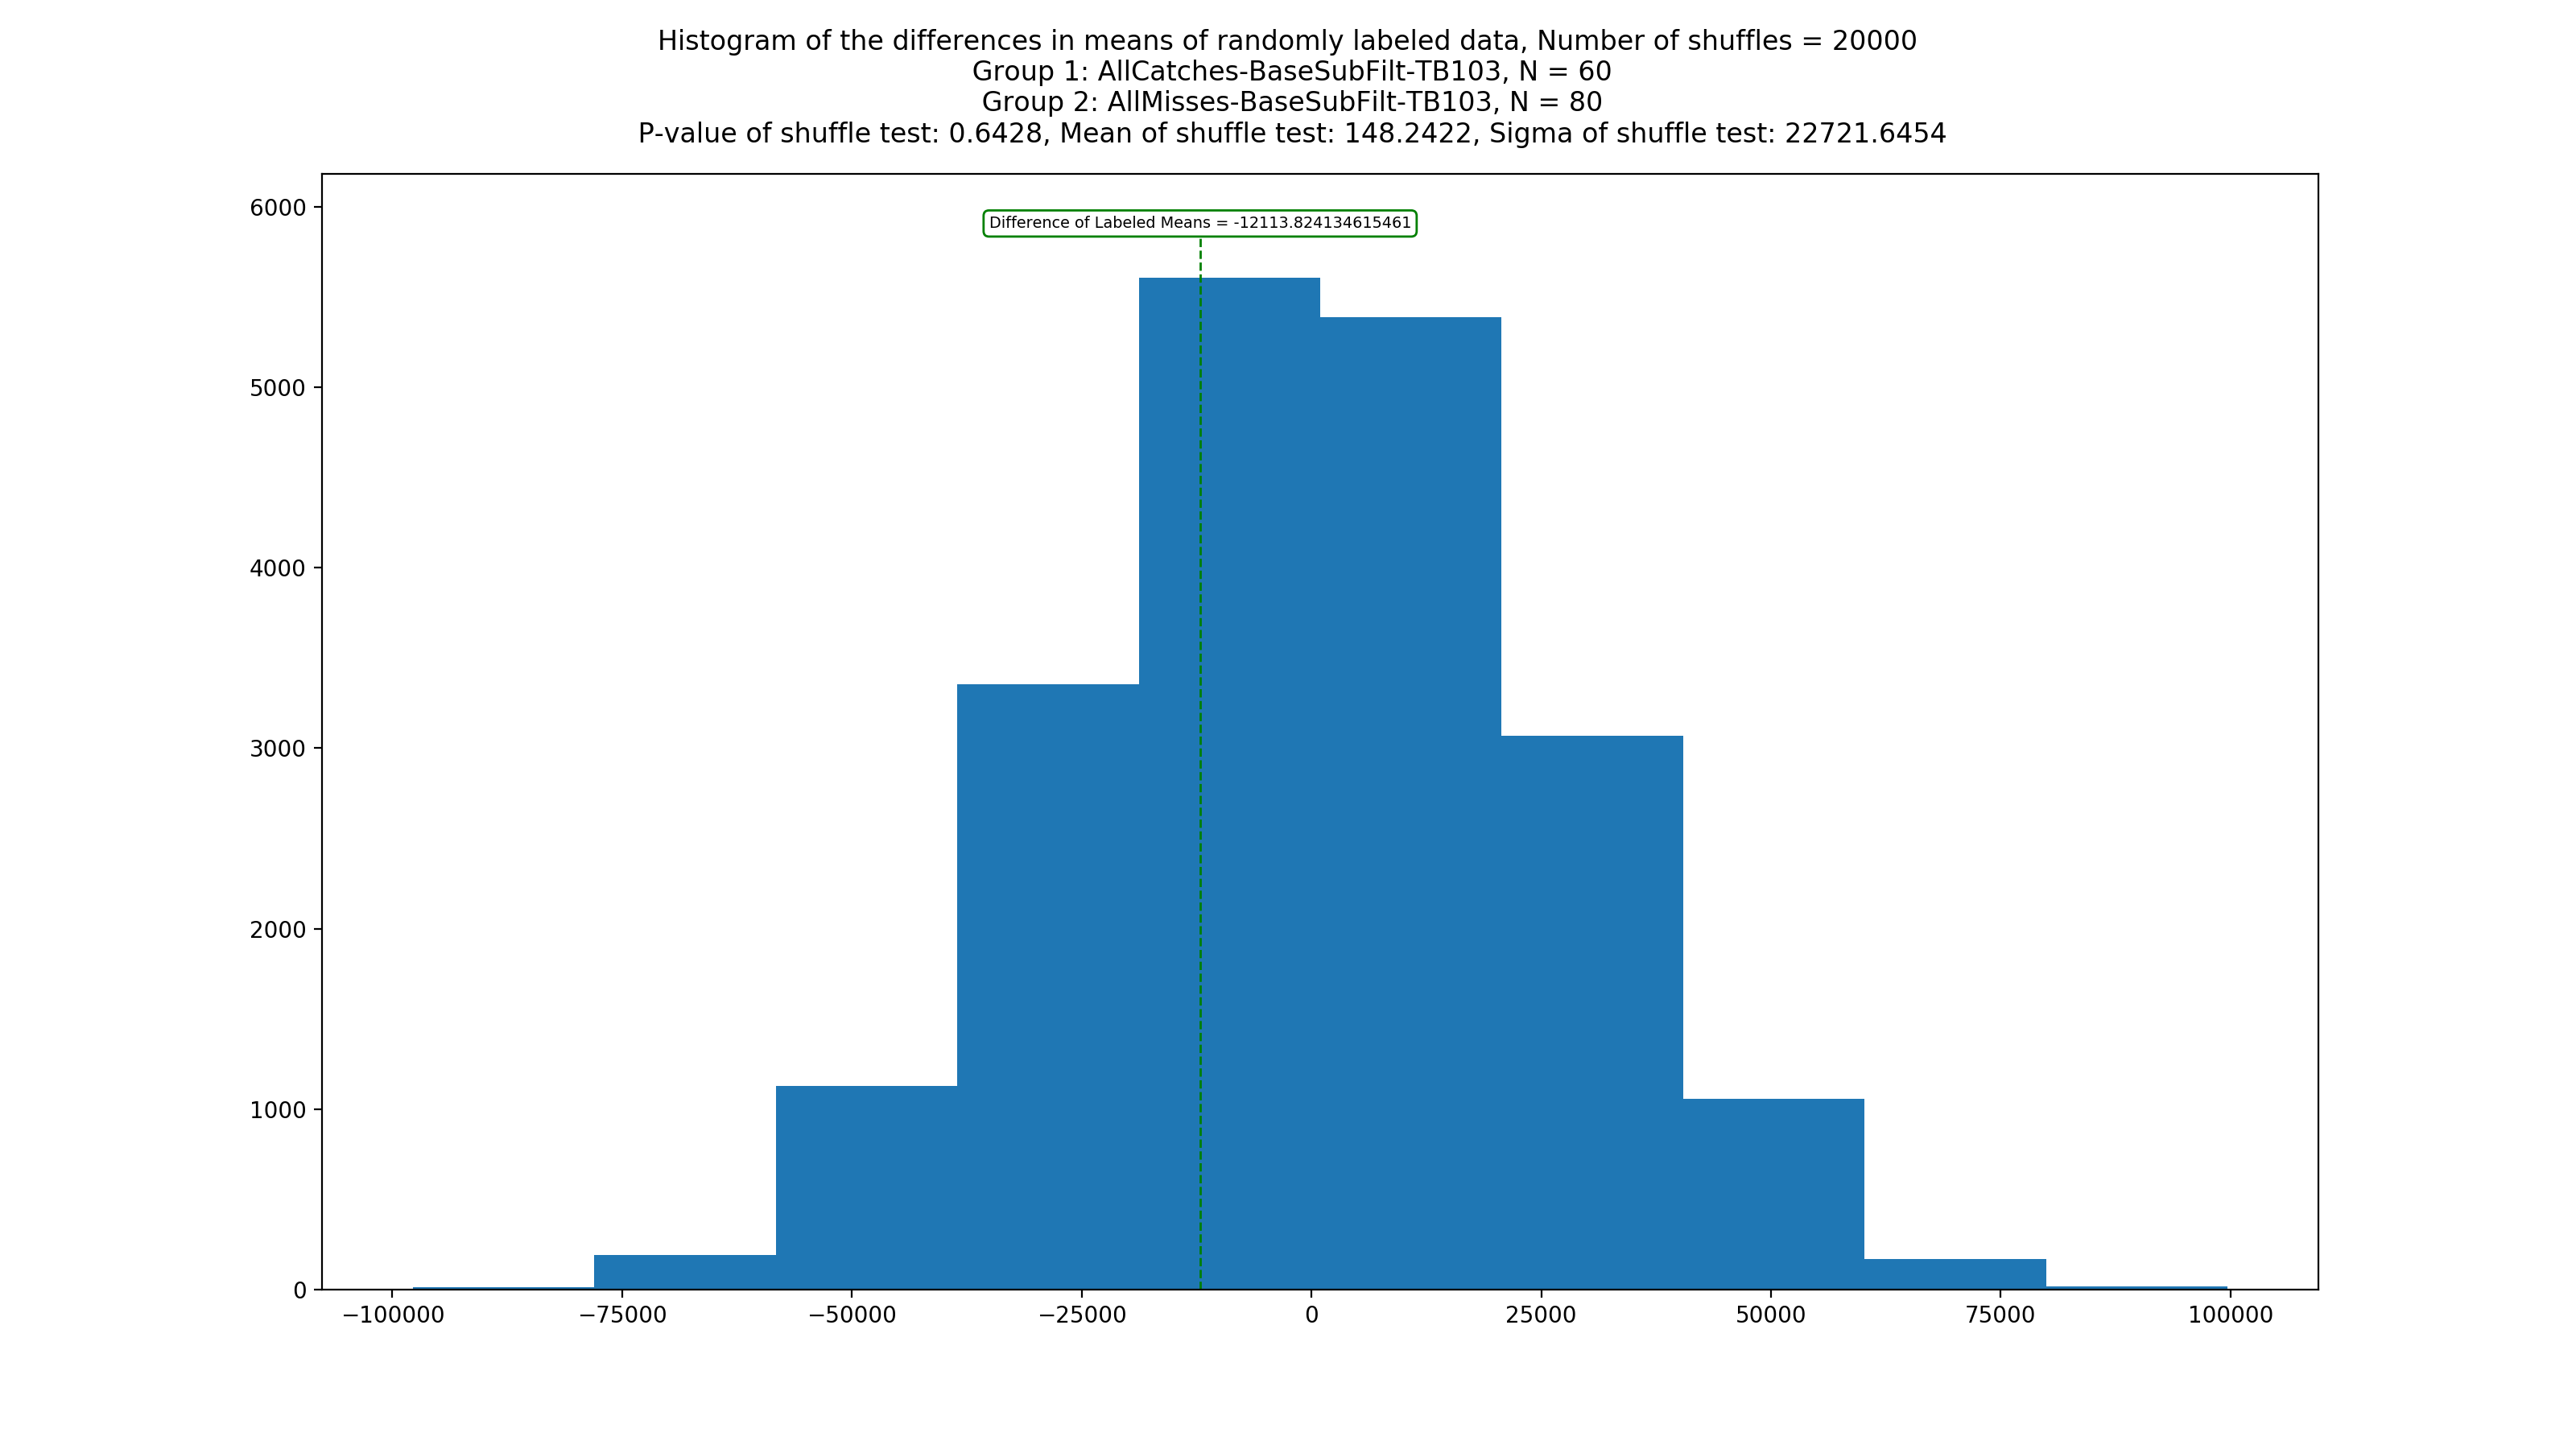 Histogram of the differences in means of randomly labeled data, Number of shuffles = 20000
Group 1: AllCatches-BaseSubFilt-TB103, N = 60
Group 2: AllMisses-BaseSubFilt-TB103, N = 80
P-value of shuffle test: 0.6428, Mean of shuffle test: 148.2422, Sigma of shuffle test: 22721.6454
6000
Difference of Labeled Means = -12113.824134615461
5000
4000
3000
2000
1000
0
−100000 −75000 −50000 −25000 0 25000 50000 75000 100000